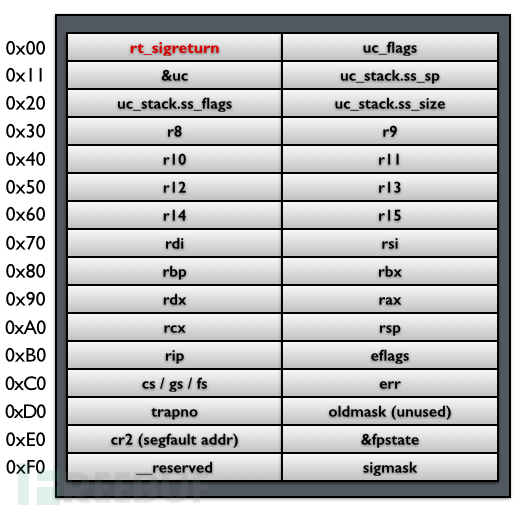 0x00 rt_sigreturn uc_flags
0x11 &uc uc_stack.ss_sp
0x20 uc_stack.ss_flags uc_stack.ss_size
0x30 r8 r9
0x40 r10 r11
0x50 r12 r13
0x60 r14 r15
0x70 rdi rsi
0x80 rbp rbx
0x90 rdx rax
0xA0 rcx rsp
0xB0 rip eflags
0xC0 cs / gs / fs err
0xD0 trapno oldmask (unused)
0xE0 cr2 (segfault addr) &fpstate
0xF0 __reserved sigmask
FREEBUF